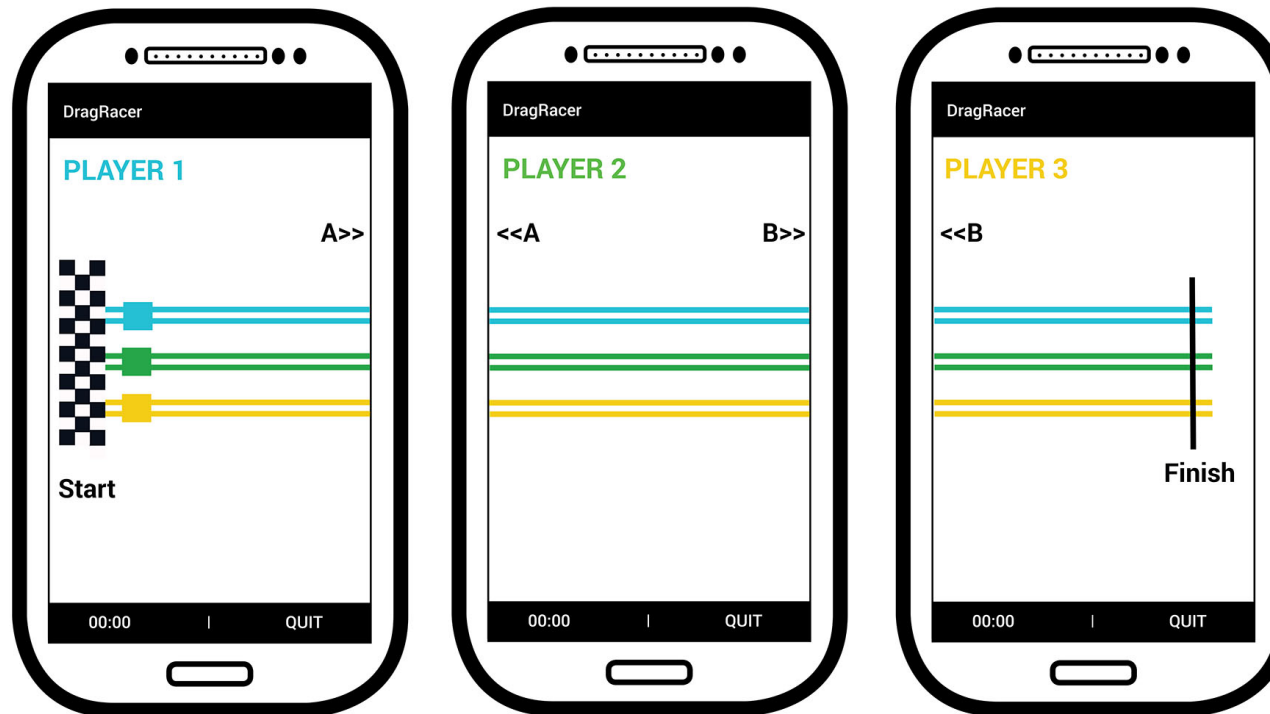 DragRacer
PLAYER 1
A>>
Start
00:00 | QUIT
DragRacer
PLAYER 2
<<A B>>
00:00 | QUIT
DragRacer
PLAYER 3
<<B
Finish
00:00 | QUIT